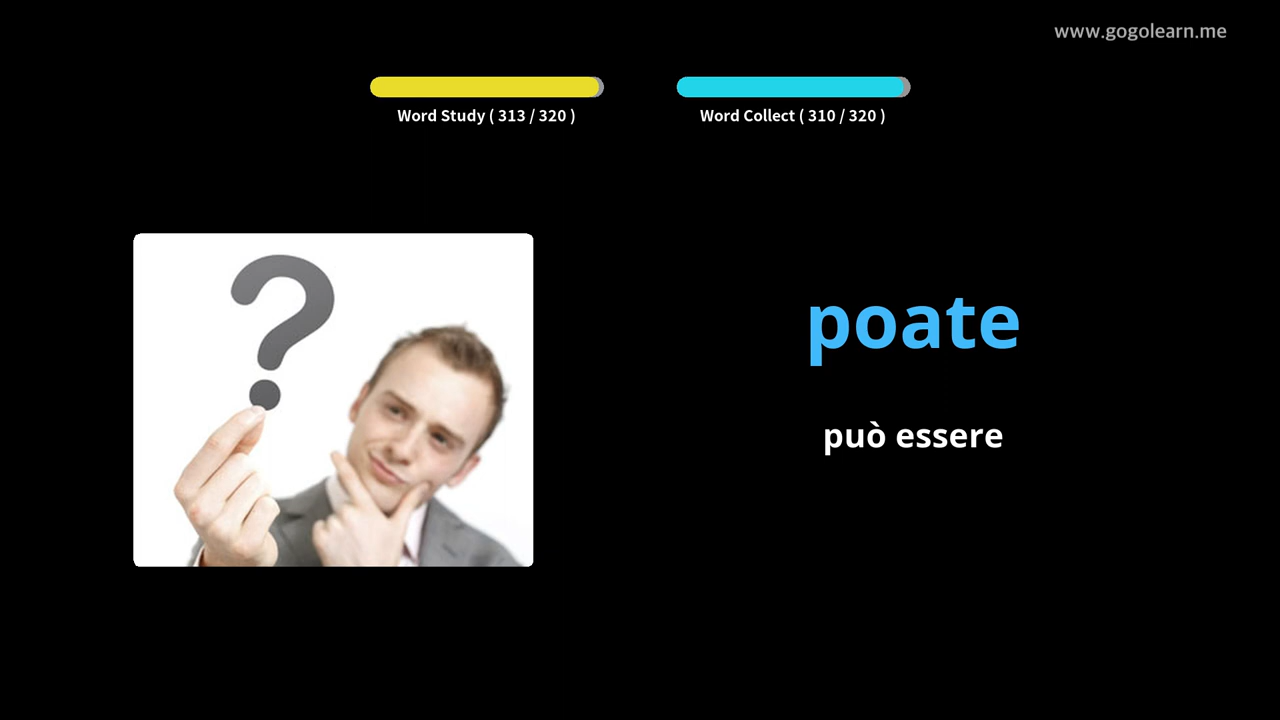 www.gogolearn.me
Word Study ( 313 / 320 )
Word Collect ( 310 / 320 )
poate
può essere